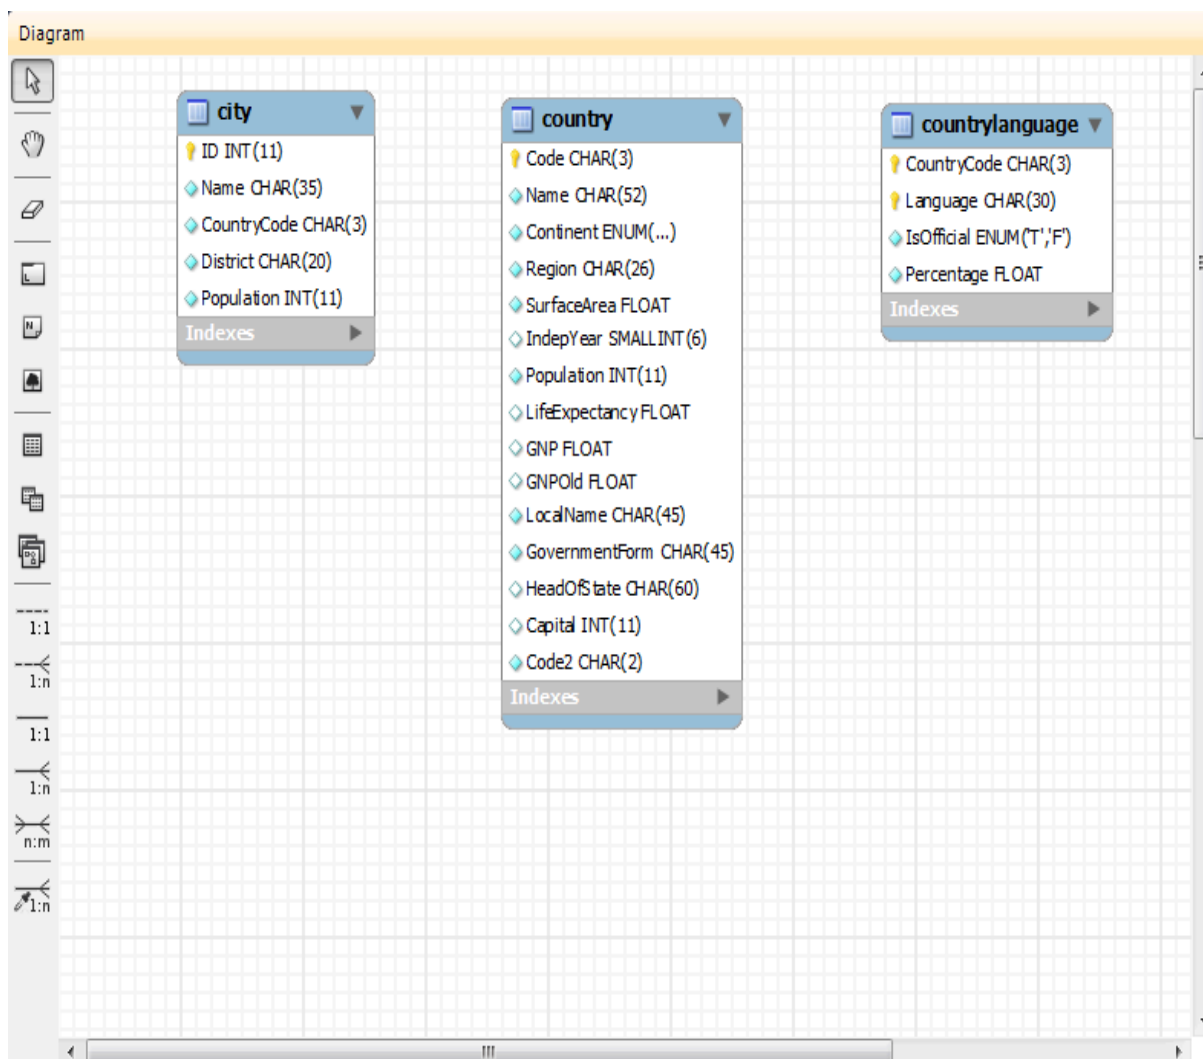 Diagram
city
ID INT(11)
Name CHAR(35)
CountryCode CHAR(3)
District CHAR(20)
Population INT(11)
Indexes
country
Code CHAR(3)
Name CHAR(52)
Continent ENUM(...)
Region CHAR(26)
SurfaceArea FLOAT
IndepYear SMALLINT(6)
Population INT(11)
LifeExpectancy FLOAT
GNP FLOAT
GNPOld FLOAT
LocalName CHAR(45)
GovernmentForm CHAR(45)
HeadOfState CHAR(60)
Capital INT(11)
Code2 CHAR(2)
Indexes
countrylanguage
CountryCode CHAR(3)
Language CHAR(30)
IsOfficial ENUM('T','F')
Percentage FLOAT
Indexes
1:1
1:n
1:1
1:n
n:m
1:n